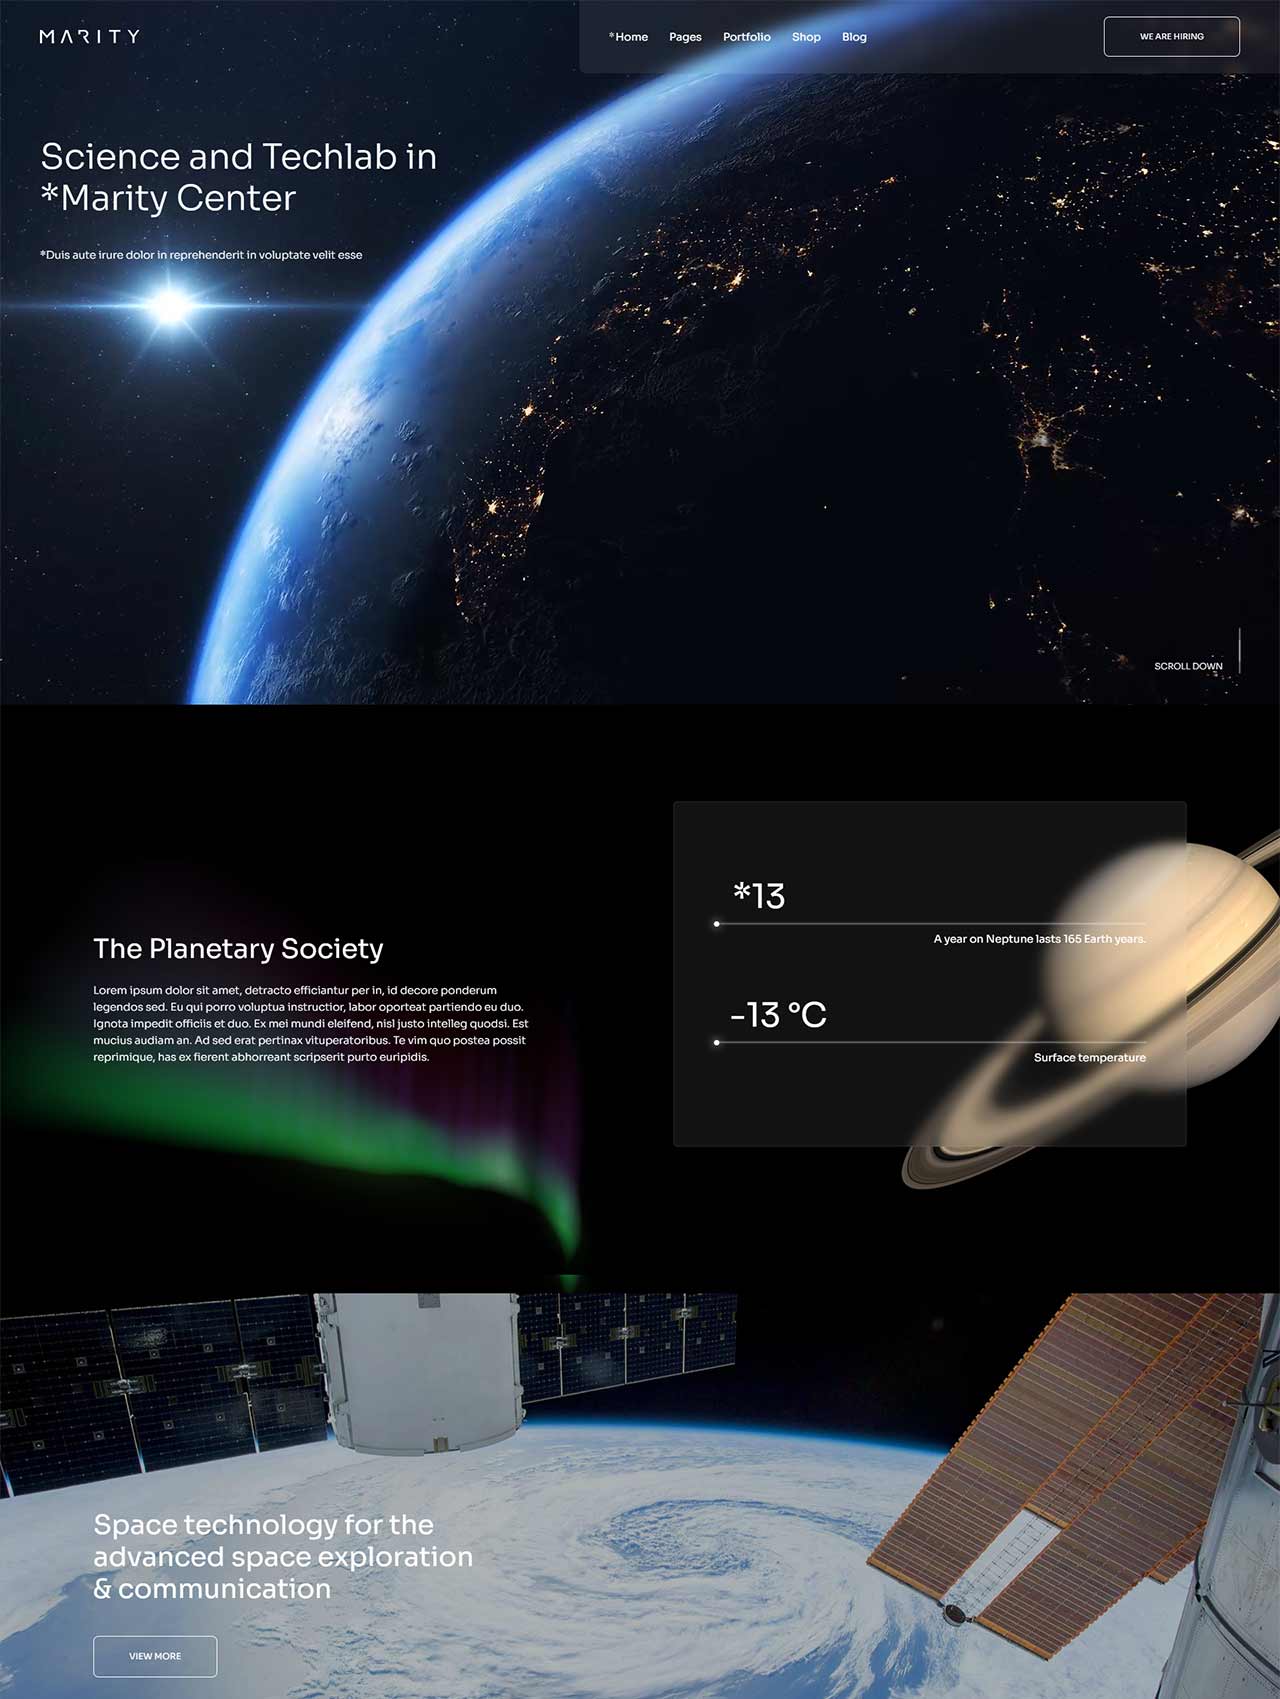 MARITY
*Home Pages Portfolio Shop Blog
WE ARE HIRING
Science and Techlab in
*Marity Center
*Duis aute irure dolor in reprehenderit in voluptate velit esse
SCROLL DOWN
*13
A year on Neptune lasts 165 Earth years.
The Planetary Society
Lorem ipsum dolor sit amet, detracto efficiantur per in, id decore ponderum
legendos sed. Eu qui porro voluptua instructior, labor oporteat partiendo eu duo.
Ignota impedit officiis et duo. Ex mei mundi eleifend, nisl justo intelleg quodsi. Est
mucius audiam an. Ad sed erat pertinax vituperatoribus. Te vim quo postea possit
reprimique, has ex fierent abhorreant scripserit purto euripidis.
-13 °C
Surface temperature
Space technology for the
advanced space exploration
& communication
VIEW MORE